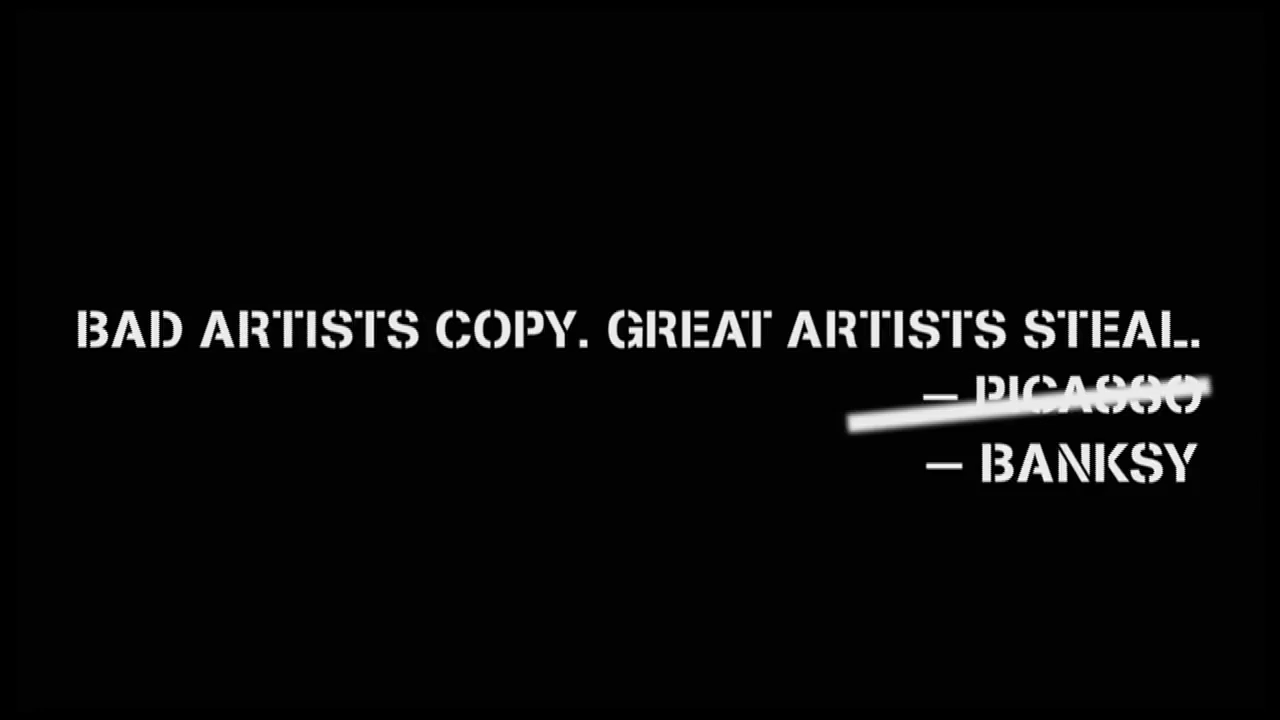 BAD ARTISTS COPY. GREAT ARTISTS STEAL.
— PICASSO
— BANKSY